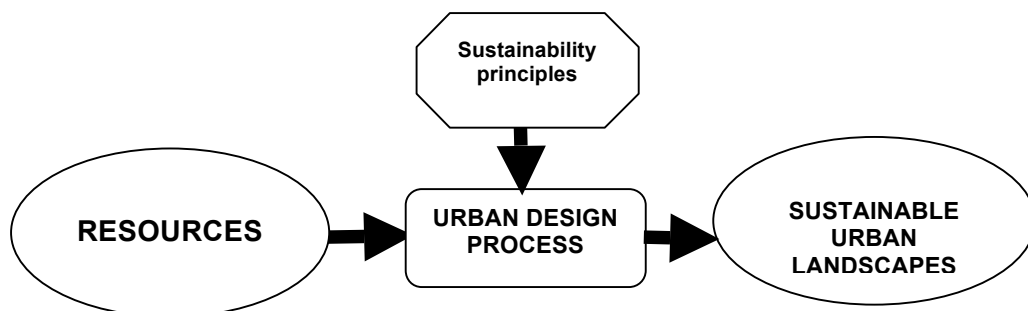 Sustainability
principles
RESOURCES
URBAN DESIGN
PROCESS
SUSTAINABLE
URBAN
LANDSCAPES